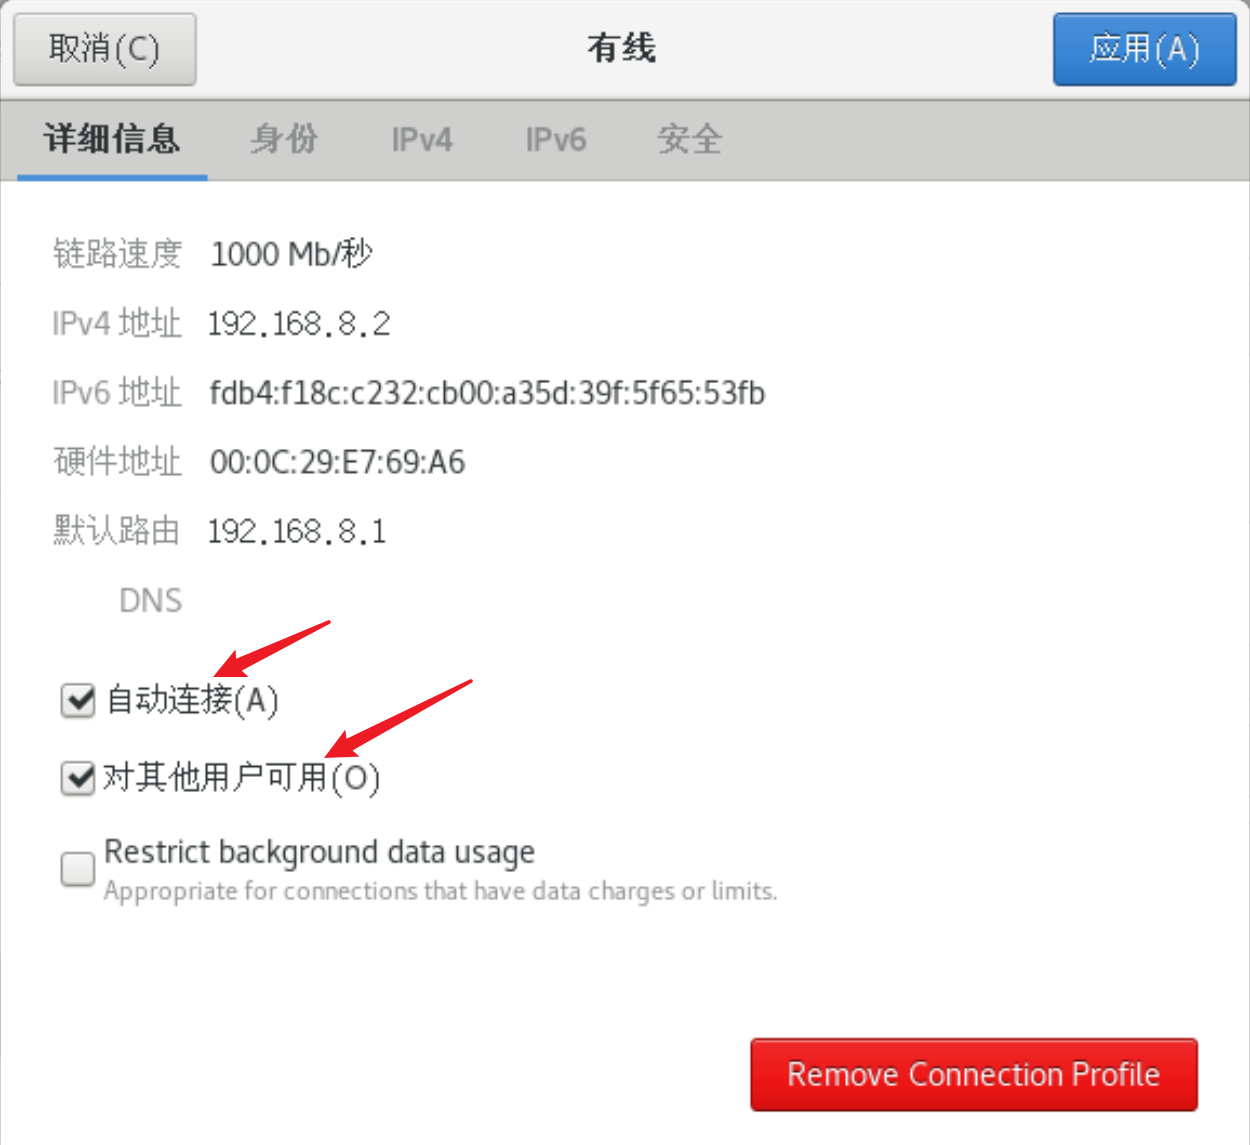 取消(C) 有线 应用(A)
详细信息 身份 IPv4 IPv6 安全
链路速度 1000 Mb/秒
IPv4 地址 192.168.8.2
IPv6 地址 fdb4:f18c:c232:cb00:a35d:39f:5f65:53fb
硬件地址 00:0C:29:E7:69:A6
默认路由 192.168.8.1
DNS
自动连接(A)
对其他用户可用(O)
Restrict background data usage
Appropriate for connections that have data charges or limits.
Remove Connection Profile